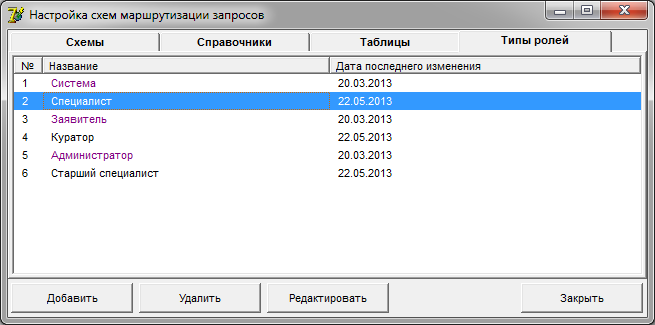 Настройка схем маршрутизации запросов
Схемы Справочники Таблицы Типы ролей
№ Название Дата последнего изменения
1 Система 20.03.2013
2 Специалист 22.05.2013
3 Заявитель 20.03.2013
4 Куратор 22.05.2013
5 Администратор 20.03.2013
6 Старший специалист 22.05.2013
Добавить Удалить Редактировать Закрыть